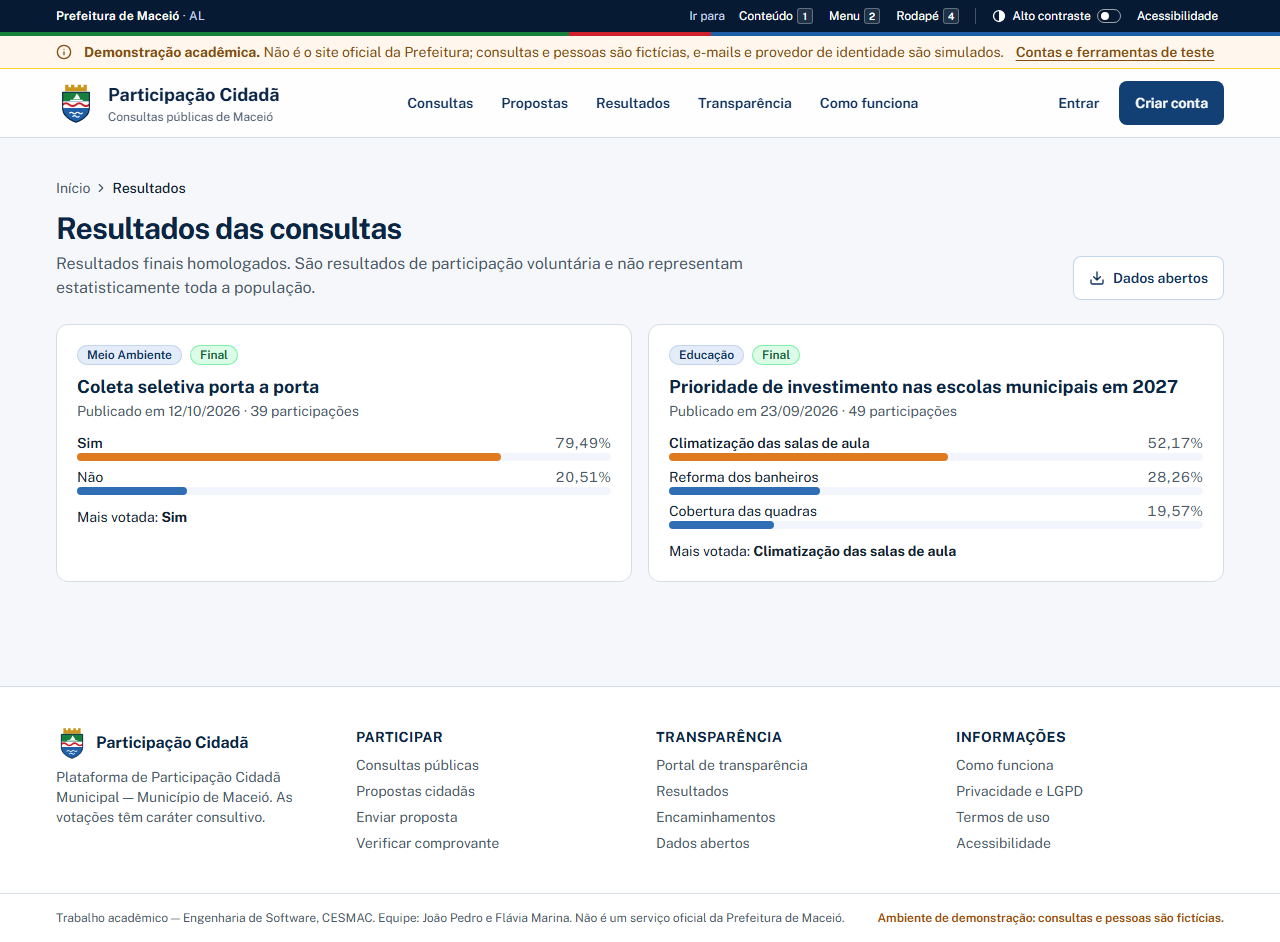 Prefeitura de Maceió · AL
Ir para Conteúdo 1 Menu 2 Rodapé 4 Alto contraste Acessibilidade
Demonstração acadêmica. Não é o site oficial da Prefeitura; consultas e pessoas são fictícias, e-mails e provedor de identidade são simulados. Contas e ferramentas de teste
Participação Cidadã
Consultas públicas de Maceió
Consultas Propostas Resultados Transparência Como funciona
Entrar Criar conta
Início > Resultados
Resultados das consultas
Resultados finais homologados. São resultados de participação voluntária e não representam
estatisticamente toda a população.
Dados abertos
Meio Ambiente Final
Coleta seletiva porta a porta
Publicado em 12/10/2026 · 39 participações
Sim 79,49%
Não 20,51%
Mais votada: Sim
Educação Final
Prioridade de investimento nas escolas municipais em 2027
Publicado em 23/09/2026 · 49 participações
Climatização das salas de aula 52,17%
Reforma dos banheiros 28,26%
Cobertura das quadras 19,57%
Mais votada: Climatização das salas de aula
Participação Cidadã
Plataforma de Participação Cidadã
Municipal — Município de Maceió. As
votações têm caráter consultivo.
PARTICIPAR
Consultas públicas
Propostas cidadãs
Enviar proposta
Verificar comprovante
TRANSPARÊNCIA
Portal de transparência
Resultados
Encaminhamentos
Dados abertos
INFORMAÇÕES
Como funciona
Privacidade e LGPD
Termos de uso
Acessibilidade
Trabalho acadêmico — Engenharia de Software, CESMAC. Equipe: João Pedro e Flávia Marina. Não é um serviço oficial da Prefeitura de Maceió.
Ambiente de demonstração: consultas e pessoas são fictícias.